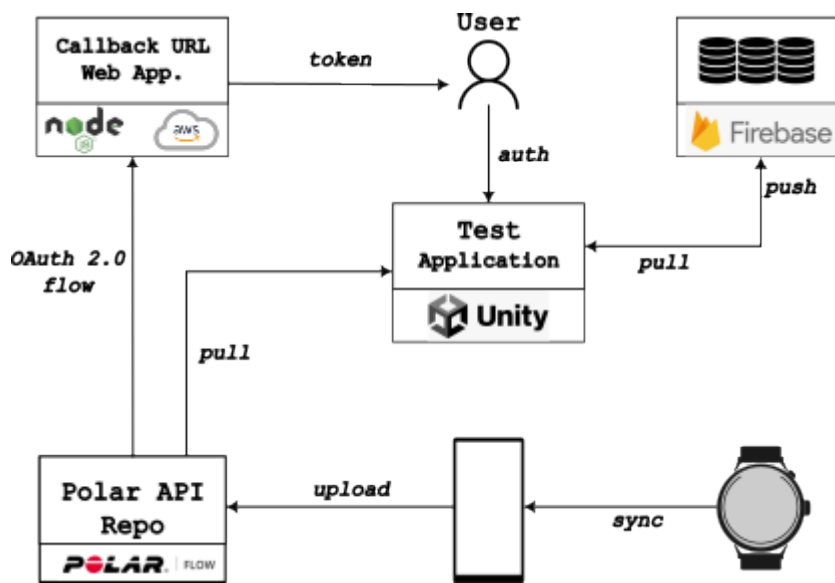 User
Callback URL
Web App.
token
node
JS
aws
Firebase
auth
push
OAuth 2.0
flow
Test
Application
pull
Unity
pull
Polar API
Repo
upload
sync
POLAR. | FLOW